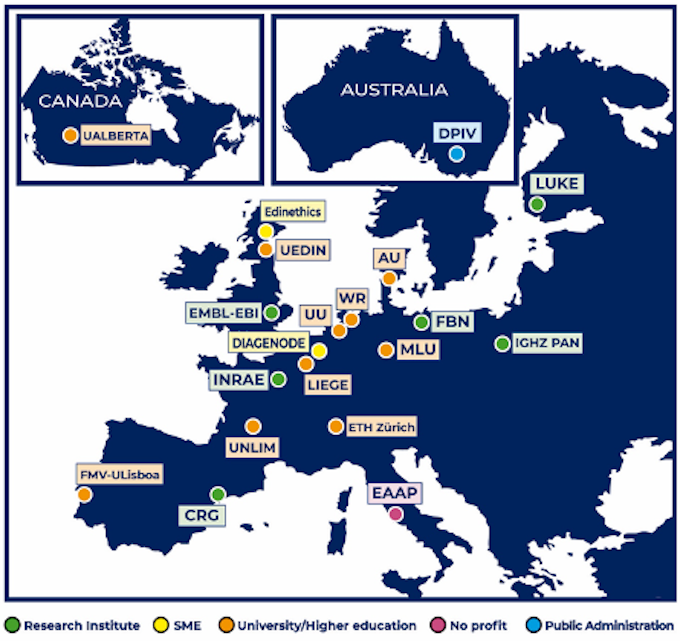 CANADA
UALBERTA
AUSTRALIA
DPIV
LUKE
Edinethics
UEDIN
AU
EMBL-EBI
UU
WR
FBN
DIAGENODE
MLU
IGHZ PAN
INRAE
LIEGE
UNLIM
ETH Zürich
FMV-ULisboa
CRG
EAAP
Research Institute
SME
University/Higher education
No profit
Public Administration